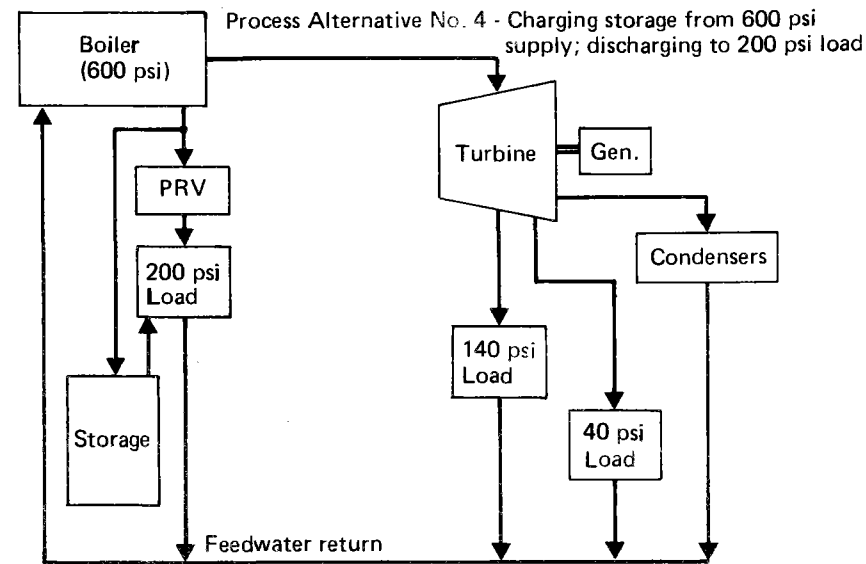 Process Alternative No. 4 - Charging storage from 600 psi
supply; discharging to 200 psi load
Boiler
(600 psi)
Turbine
Gen.
PRV
200 psi
Load
Condensers
140 psi
Load
Storage
40 psi
Load
Feedwater return